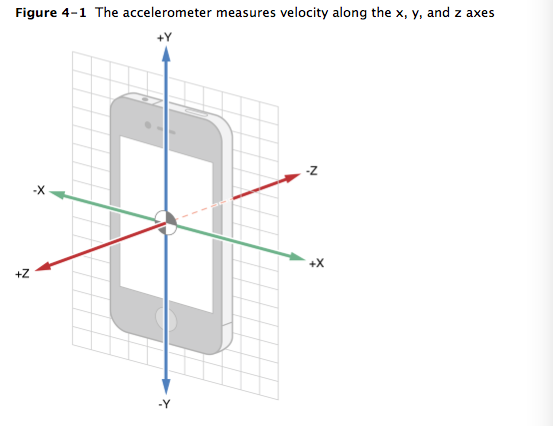 Figure 4–1 The accelerometer measures velocity along the x, y, and z axes
+Y
-Z
-X
+X
+Z
-Y